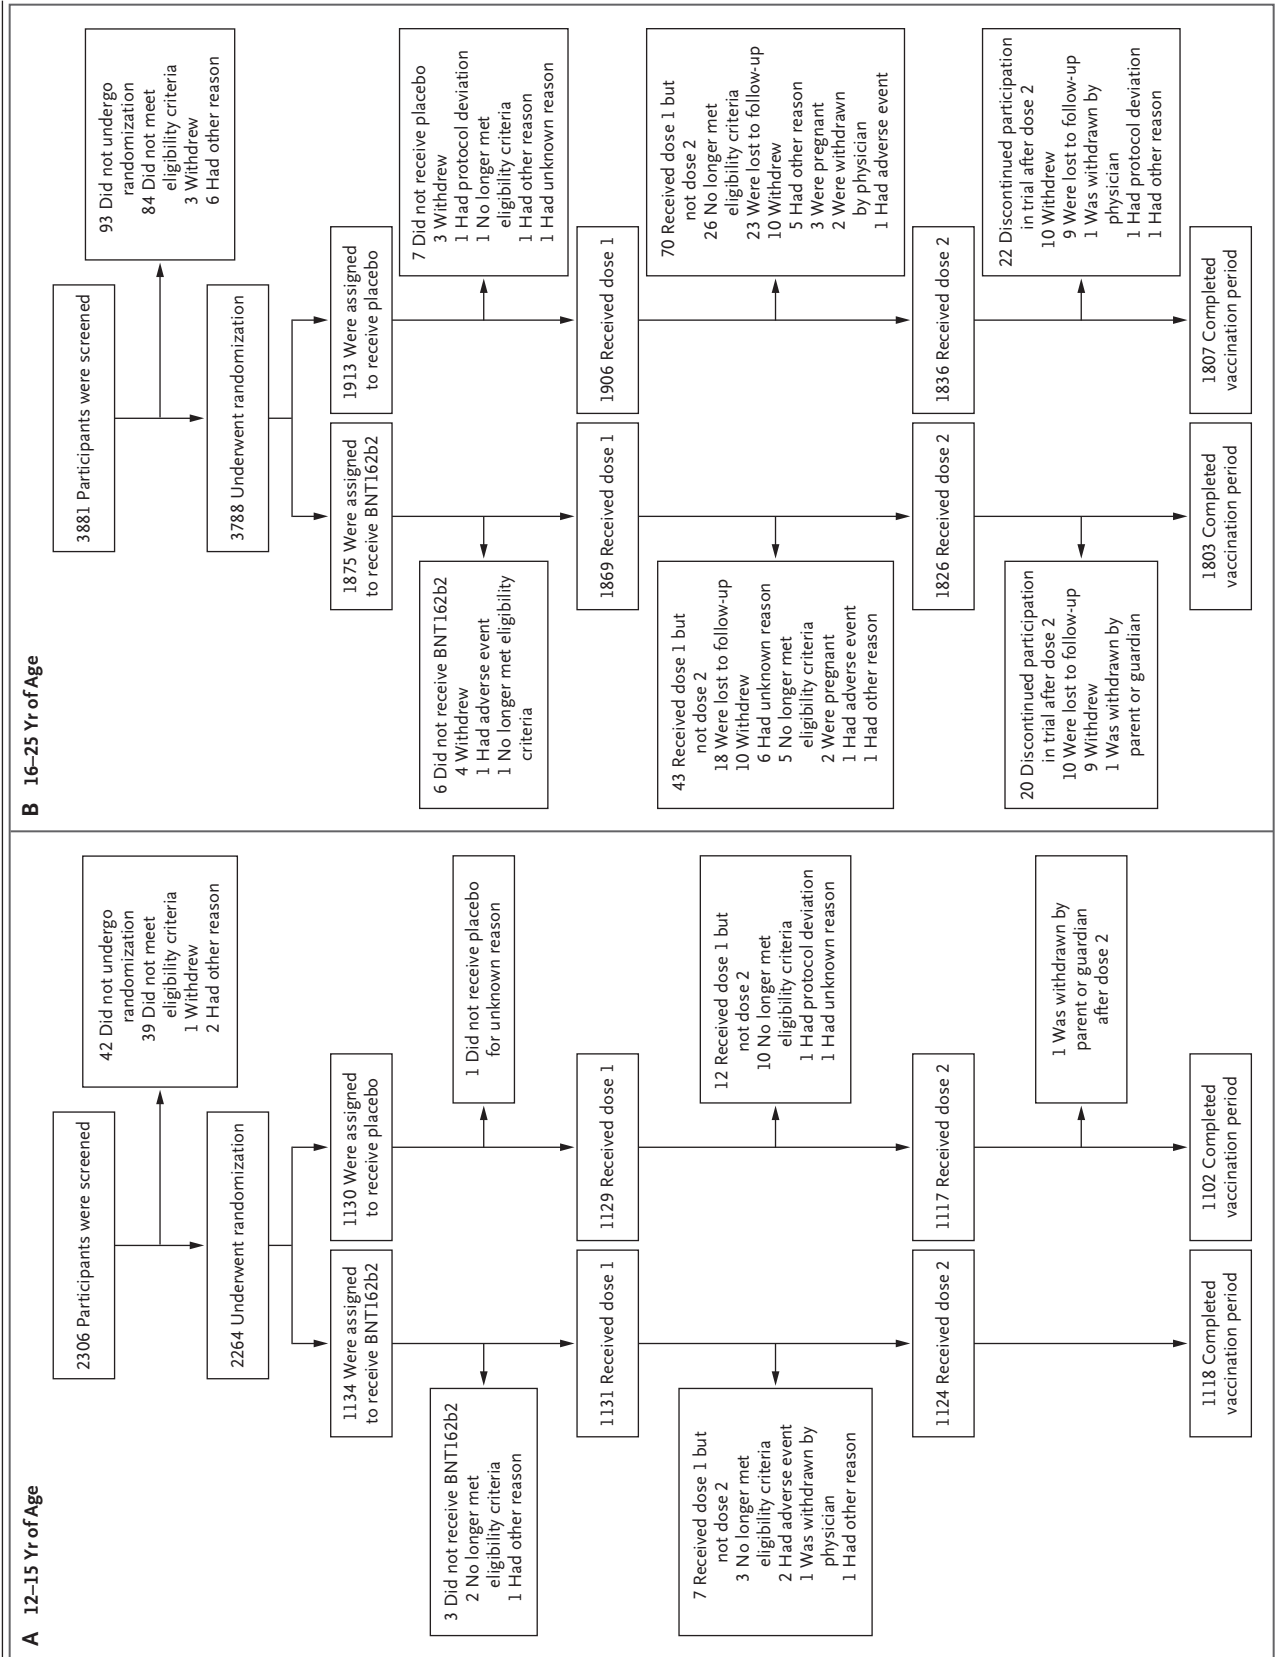 A 12–15 Yr of Age
2306 Participants were screened
42 Did not undergo
randomization
39 Did not meet
eligibility criteria
1 Withdrew
2 Had other reason
2264 Underwent randomization
1134 Were assigned
to receive BNT162b2
1130 Were assigned
to receive placebo
3 Did not receive BNT162b2
2 No longer met
eligibility criteria
1 Had other reason
1 Did not receive placebo
for unknown reason
1131 Received dose 1
1129 Received dose 1
7 Received dose 1 but
not dose 2
3 No longer met
eligibility criteria
2 Had adverse event
1 Was withdrawn by
physician
1 Had other reason
12 Received dose 1 but
not dose 2
10 No longer met
eligibility criteria
1 Had protocol deviation
1 Had unknown reason
1124 Received dose 2
1117 Received dose 2
1 Was withdrawn by
parent or guardian
after dose 2
1118 Completed
vaccination period
1102 Completed
vaccination period
B 16–25 Yr of Age
3881 Participants were screened
93 Did not undergo
randomization
84 Did not meet
eligibility criteria
3 Withdrew
6 Had other reason
3788 Underwent randomization
1875 Were assigned
to receive BNT162b2
1913 Were assigned
to receive placebo
6 Did not receive BNT162b2
4 Withdrew
1 Had adverse event
1 No longer met eligibility
criteria
7 Did not receive placebo
3 Withdrew
1 Had protocol deviation
1 No longer met
eligibility criteria
1 Had other reason
1 Had unknown reason
1869 Received dose 1
1906 Received dose 1
43 Received dose 1 but
not dose 2
18 Were lost to follow-up
10 Withdrew
6 Had unknown reason
5 No longer met
eligibility criteria
2 Were pregnant
1 Had adverse event
1 Had other reason
70 Received dose 1 but
not dose 2
26 No longer met
eligibility criteria
23 Were lost to follow-up
10 Withdrew
5 Had other reason
3 Were pregnant
2 Were withdrawn
by physician
1 Had adverse event
1826 Received dose 2
1836 Received dose 2
20 Discontinued participation
in trial after dose 2
10 Were lost to follow-up
9 Withdrew
1 Was withdrawn by
parent or guardian
22 Discontinued participation
in trial after dose 2
10 Withdrew
9 Were lost to follow-up
1 Was withdrawn by
physician
1 Had protocol deviation
1 Had other reason
1803 Completed
vaccination period
1807 Completed
vaccination period